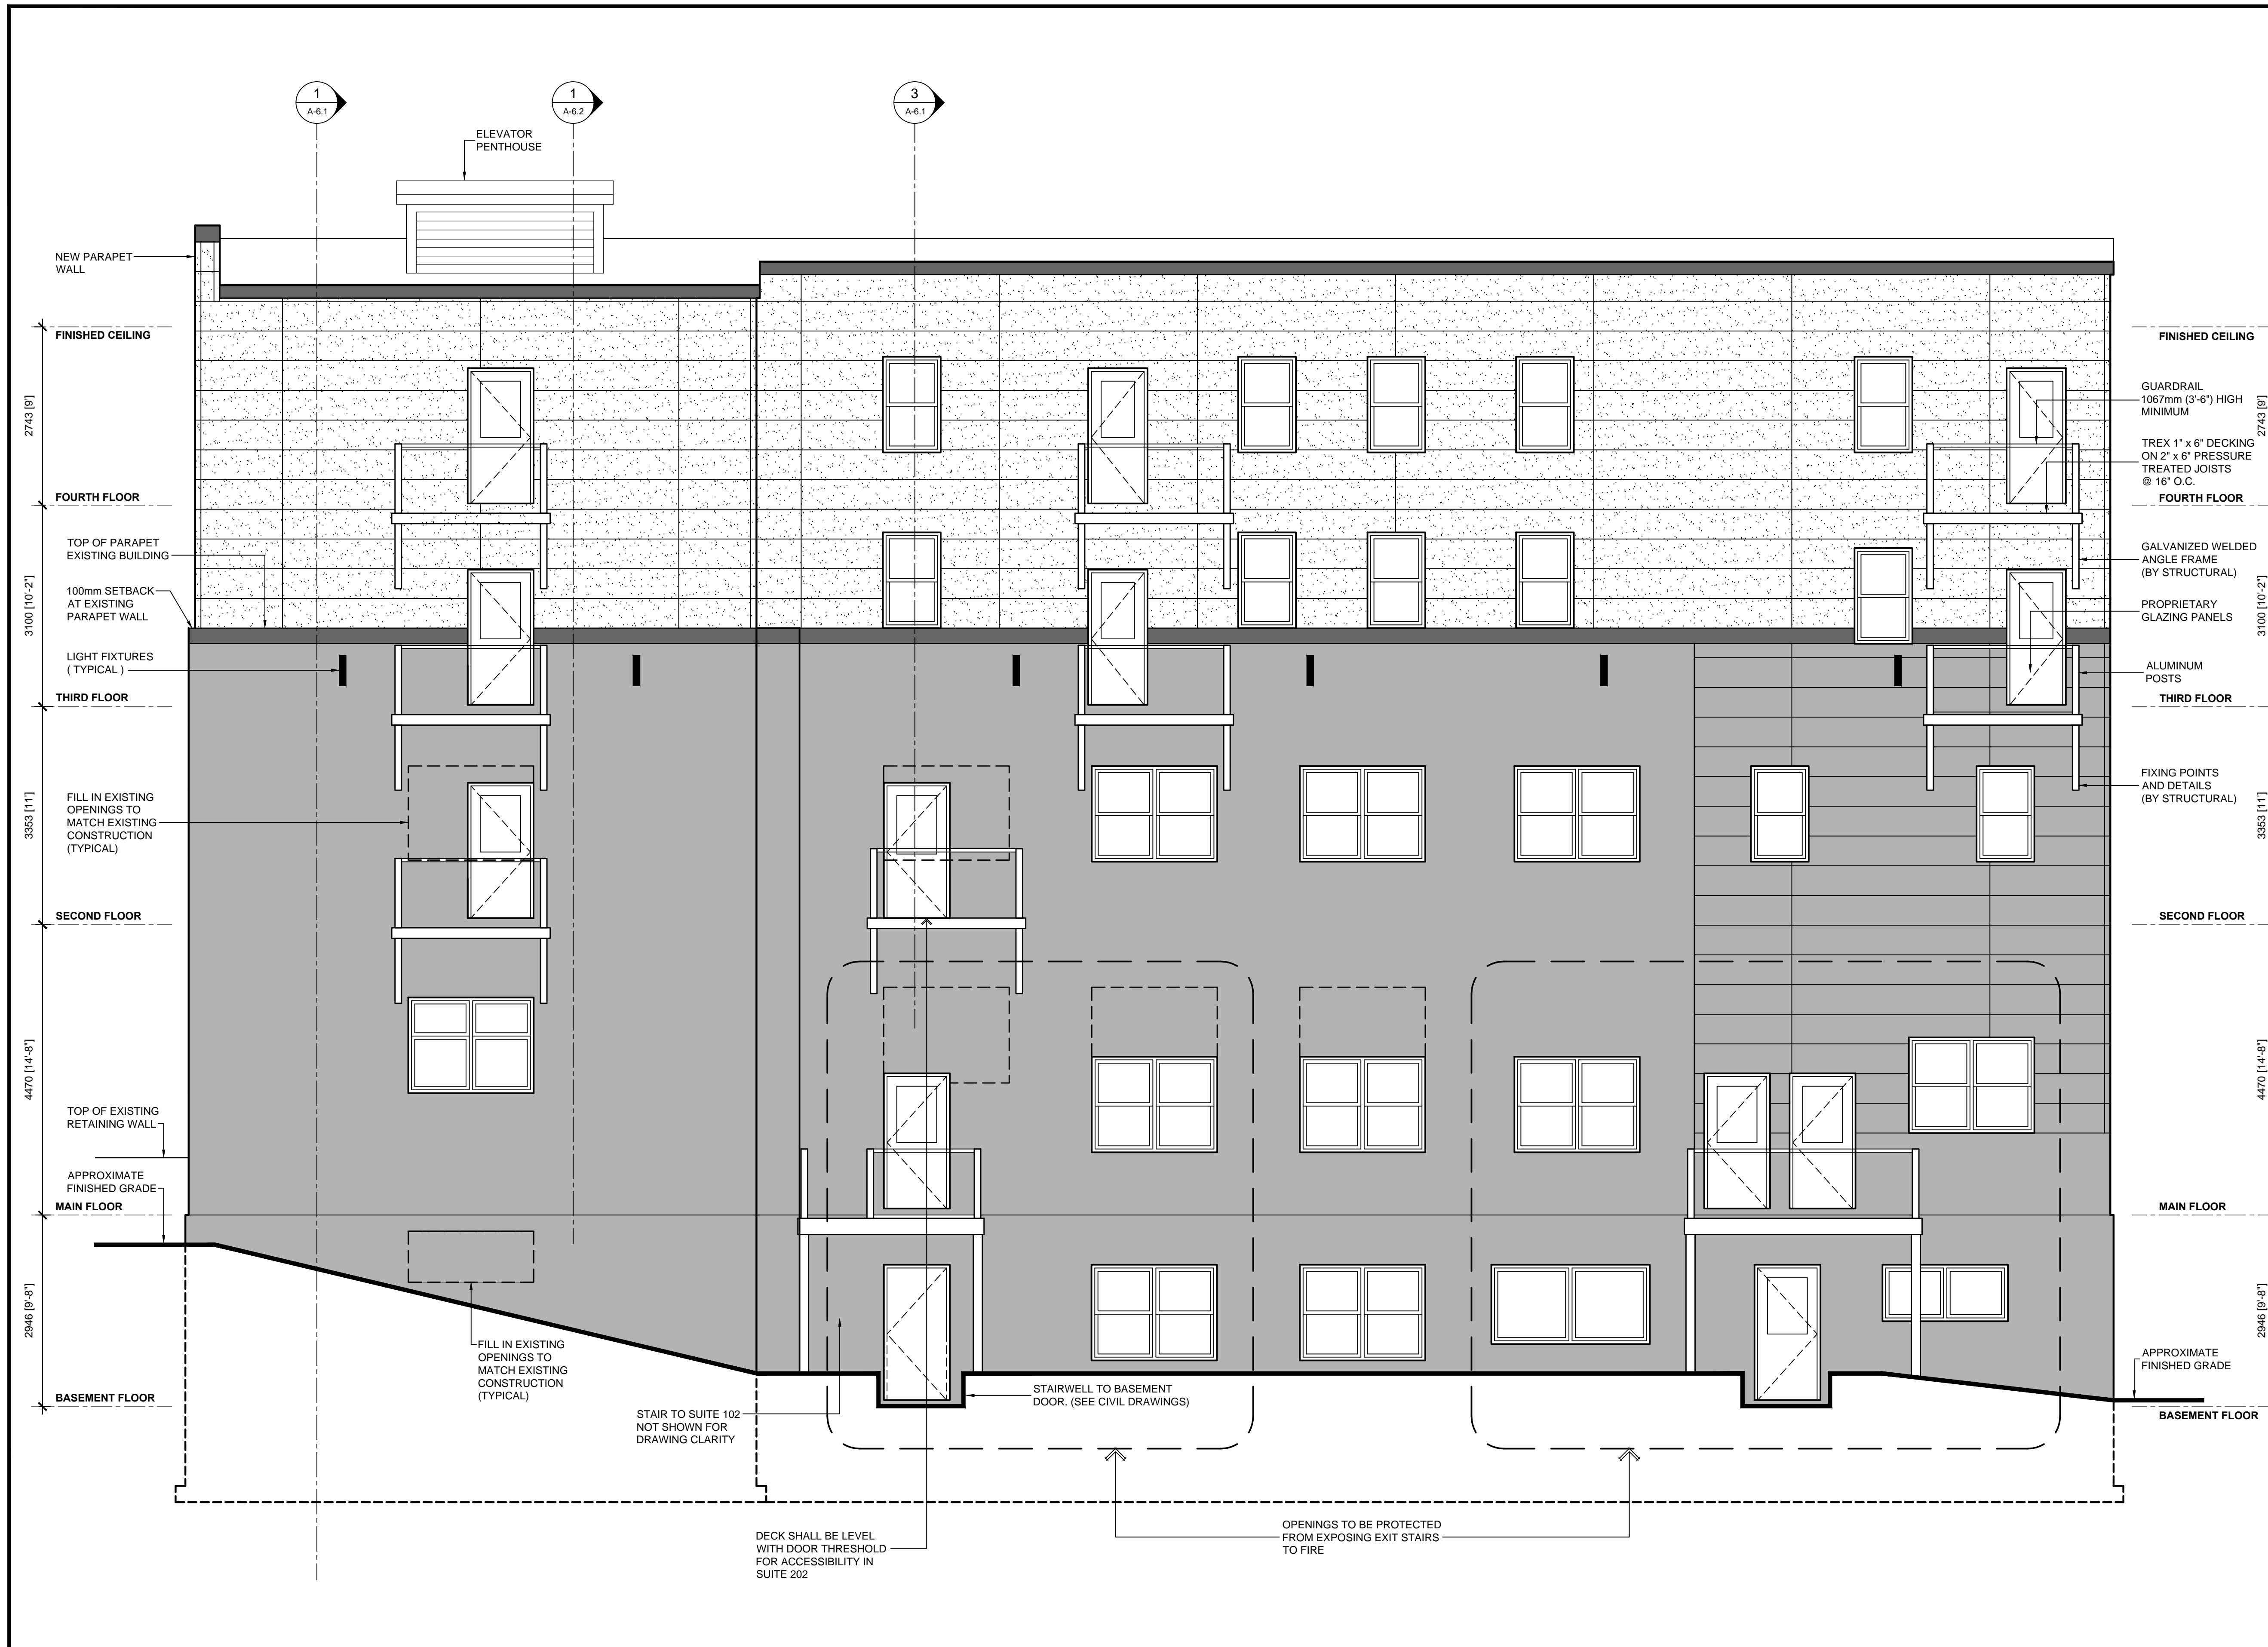 1
A-6.1
1
A-6.2
3
A-6.1
ELEVATOR
PENTHOUSE
NEW PARAPET
WALL
FINISHED CEILING
2743 [9']
FOURTH FLOOR
TOP OF PARAPET
EXISTING BUILDING
3100 [10'-2"]
100mm SETBACK
AT EXISTING
PARAPET WALL
LIGHT FIXTURES
( TYPICAL )
THIRD FLOOR
FILL IN EXISTING
OPENINGS TO
MATCH EXISTING
CONSTRUCTION
(TYPICAL)
3353 [11']
SECOND FLOOR
4470 [14'-8"]
TOP OF EXISTING
RETAINING WALL
APPROXIMATE
FINISHED GRADE
MAIN FLOOR
2946 [9'-8"]
BASEMENT FLOOR
FILL IN EXISTING
OPENINGS TO
MATCH EXISTING
CONSTRUCTION
(TYPICAL)
STAIR TO SUITE 102
NOT SHOWN FOR
DRAWING CLARITY
STAIRWELL TO BASEMENT
DOOR. (SEE CIVIL DRAWINGS)
DECK SHALL BE LEVEL
WITH DOOR THRESHOLD
FOR ACCESSIBILITY IN
SUITE 202
OPENINGS TO BE PROTECTED
FROM EXPOSING EXIT STAIRS
TO FIRE
FINISHED CEILING
GUARDRAIL
1067mm (3'-6") HIGH
MINIMUM
2743 [9']
TREX 1" x 6" DECKING
ON 2" x 6" PRESSURE
TREATED JOISTS
@ 16" O.C.
FOURTH FLOOR
GALVANIZED WELDED
ANGLE FRAME
(BY STRUCTURAL)
3100 [10'-2"]
PROPRIETARY
GLAZING PANELS
ALUMINUM
POSTS
THIRD FLOOR
FIXING POINTS
AND DETAILS
(BY STRUCTURAL)
3353 [11']
SECOND FLOOR
4470 [14'-8"]
MAIN FLOOR
2946 [9'-8"]
APPROXIMATE
FINISHED GRADE
BASEMENT FLOOR